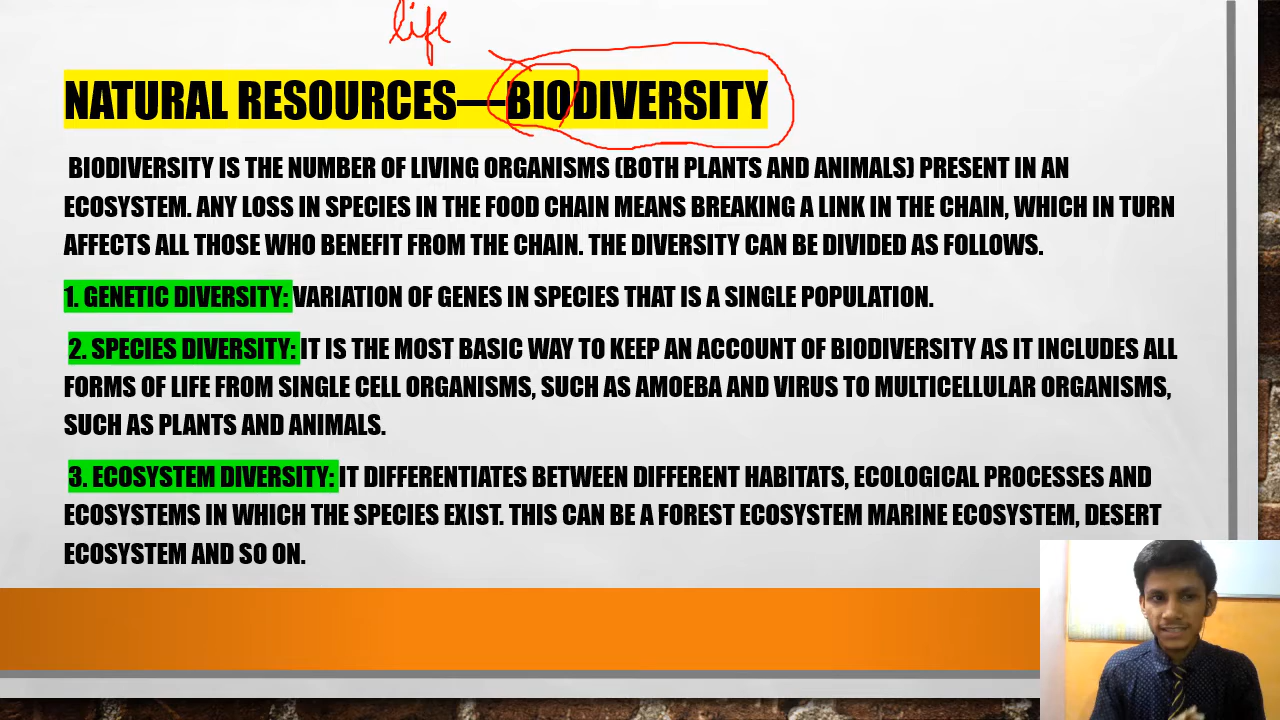 life
NATURAL RESOURCES—BIODIVERSITY
BIODIVERSITY IS THE NUMBER OF LIVING ORGANISMS (BOTH PLANTS AND ANIMALS) PRESENT IN AN
ECOSYSTEM. ANY LOSS IN SPECIES IN THE FOOD CHAIN MEANS BREAKING A LINK IN THE CHAIN, WHICH IN TURN
AFFECTS ALL THOSE WHO BENEFIT FROM THE CHAIN. THE DIVERSITY CAN BE DIVIDED AS FOLLOWS.
1. GENETIC DIVERSITY: VARIATION OF GENES IN SPECIES THAT IS A SINGLE POPULATION.
2. SPECIES DIVERSITY: IT IS THE MOST BASIC WAY TO KEEP AN ACCOUNT OF BIODIVERSITY AS IT INCLUDES ALL
FORMS OF LIFE FROM SINGLE CELL ORGANISMS, SUCH AS AMOEBA AND VIRUS TO MULTICELLULAR ORGANISMS,
SUCH AS PLANTS AND ANIMALS.
3. ECOSYSTEM DIVERSITY: IT DIFFERENTIATES BETWEEN DIFFERENT HABITATS, ECOLOGICAL PROCESSES AND
ECOSYSTEMS IN WHICH THE SPECIES EXIST. THIS CAN BE A FOREST ECOSYSTEM MARINE ECOSYSTEM, DESERT
ECOSYSTEM AND SO ON.